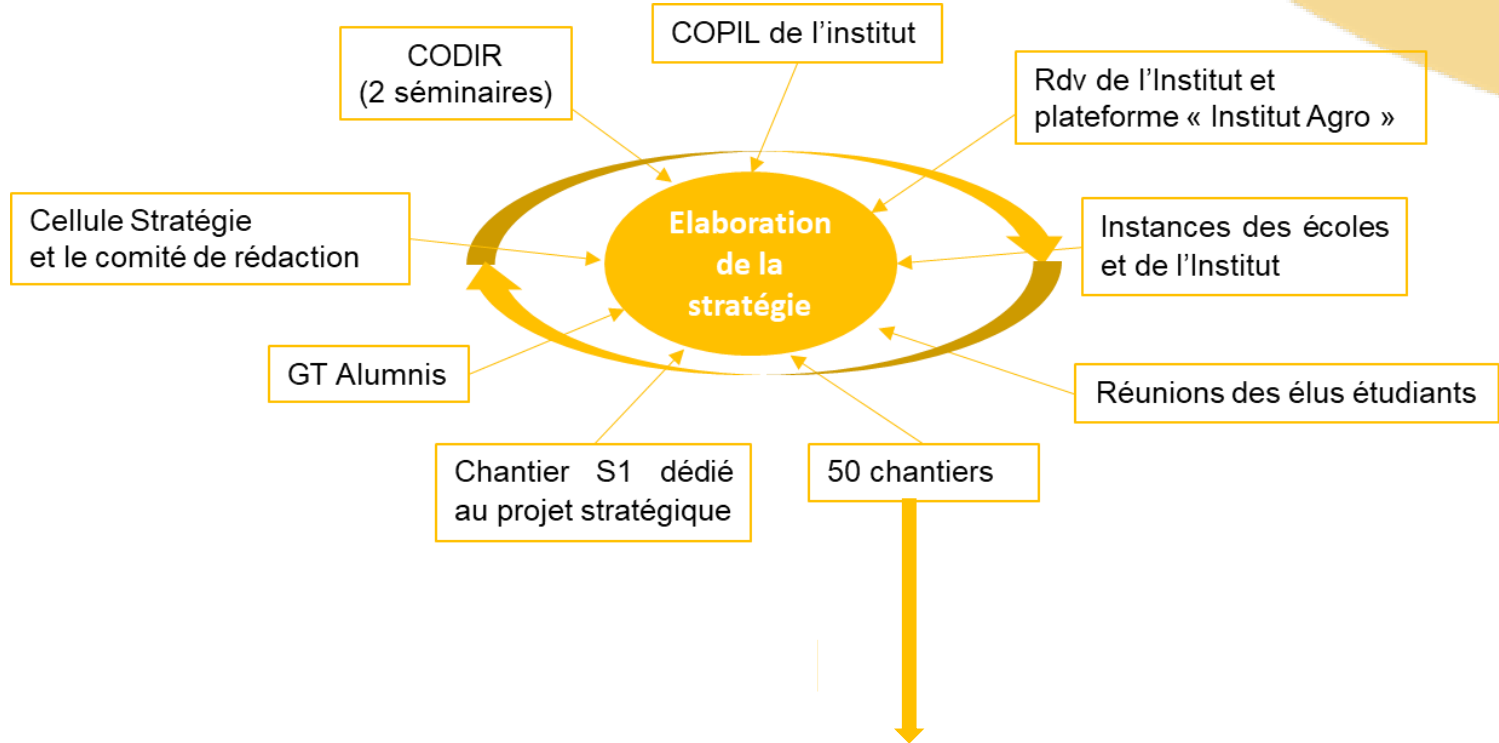 COPIL de l'institut
CODIR
(2 séminaires)
Rdv de l'Institut et
plateforme « Institut Agro »
Cellule Stratégie
et le comité de rédaction
Elaboration
de la
stratégie
Instances des écoles
et de l'Institut
GT Alumnis
Réunions des élus étudiants
Chantier S1 dédié
au projet stratégique
50 chantiers